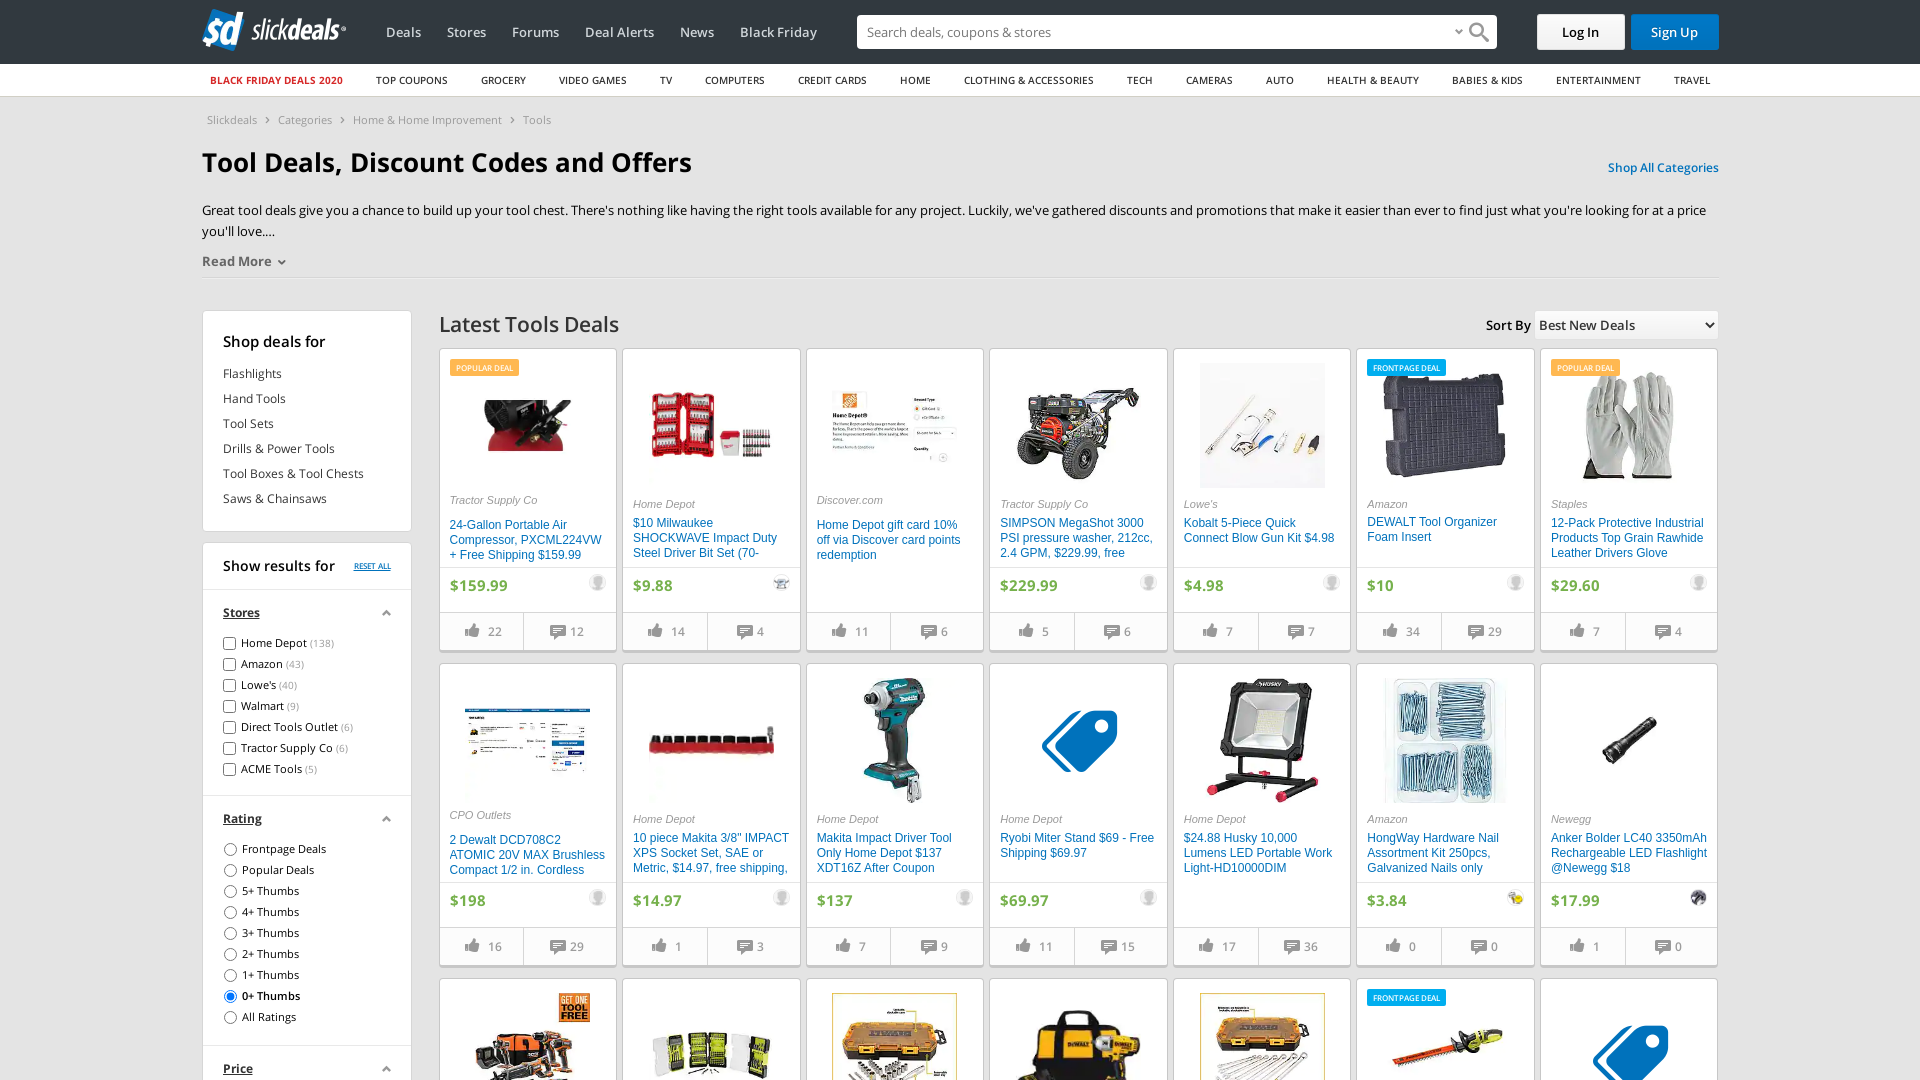 sd slickdeals
Deals
Stores
Forums
Deal Alerts
News
Black Friday
Search deals, coupons & stores
Log In
Sign Up
BLACK FRIDAY DEALS 2020
TOP COUPONS
GROCERY
VIDEO GAMES
TV
COMPUTERS
CREDIT CARDS
HOME
CLOTHING & ACCESSORIES
TECH
CAMERAS
AUTO
HEALTH & BEAUTY
BABIES & KIDS
ENTERTAINMENT
TRAVEL
Slickdeals > Categories > Home & Home Improvement > Tools
Tool Deals, Discount Codes and Offers
Shop All Categories
Great tool deals give you a chance to build up your tool chest. There's nothing like having the right tools available for any project. Luckily, we've gathered discounts and promotions that make it easier than ever to find just what you're looking for at a price
you'll love....
Read More
Shop deals for
Flashlights
Hand Tools
Tool Sets
Drills & Power Tools
Tool Boxes & Tool Chests
Saws & Chainsaws
Show results for
RESET ALL
Stores
Home Depot (138)
Amazon (43)
Lowe's (40)
Walmart (9)
Direct Tools Outlet (6)
Tractor Supply Co (6)
ACME Tools (5)
Rating
Frontpage Deals
Popular Deals
5+ Thumbs
4+ Thumbs
3+ Thumbs
2+ Thumbs
1+ Thumbs
0+ Thumbs
All Ratings
Price
Latest Tools Deals
Sort By
Best New Deals
POPULAR DEAL
Tractor Supply Co
24-Gallon Portable Air
Compressor, PXCML224VW
+ Free Shipping $159.99
$159.99
22
12
Home Depot
$10 Milwaukee
SHOCKWAVE Impact Duty
Steel Driver Bit Set (70-
$9.88
14
4
Home Depot®
Quantity
Discover.com
Home Depot gift card 10%
off via Discover card points
redemption
11
6
Tractor Supply Co
SIMPSON MegaShot 3000
PSI pressure washer, 212cc,
2.4 GPM, $229.99, free
$229.99
5
6
Lowe's
Kobalt 5-Piece Quick
Connect Blow Gun Kit $4.98
$4.98
7
7
FRONTPAGE DEAL
Amazon
DEWALT Tool Organizer
Foam Insert
$10
34
29
POPULAR DEAL
Staples
12-Pack Protective Industrial
Products Top Grain Rawhide
Leather Drivers Glove
$29.60
7
4
CPO Outlets
2 Dewalt DCD708C2
ATOMIC 20V MAX Brushless
Compact 1/2 in. Cordless
$198
16
29
Home Depot
10 piece Makita 3/8" IMPACT
XPS Socket Set, SAE or
Metric, $14.97, free shipping,
$14.97
1
3
Home Depot
Makita Impact Driver Tool
Only Home Depot $137
XDT16Z After Coupon
$137
7
9
Home Depot
Ryobi Miter Stand $69 - Free
Shipping $69.97
$69.97
11
15
HUSKY
Home Depot
$24.88 Husky 10,000
Lumens LED Portable Work
Light-HD10000DIM
17
36
Amazon
HongWay Hardware Nail
Assortment Kit 250pcs,
Galvanized Nails only
$3.84
0
0
Newegg
Anker Bolder LC40 3350mAh
Rechargeable LED Flashlight
@Newegg $18
$17.99
1
0
GET ONE
TOOL
FREE
FRONTPAGE DEAL